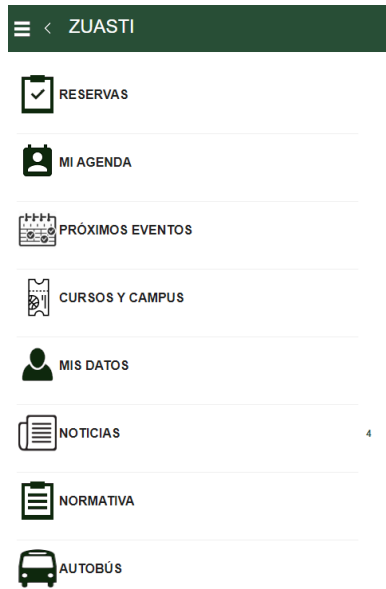 ZUASTI
RESERVAS
MI AGENDA
PRÓXIMOS EVENTOS
CURSOS Y CAMPUS
MIS DATOS
NOTICIAS 4
NORMATIVA
AUTOBÚS